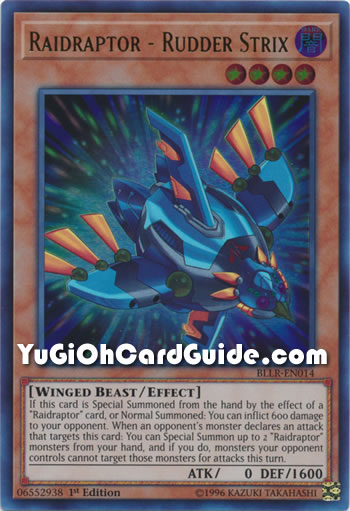 Raidraptor - Rudder Strix
闇
YuGiOhCardGuide.com
BLLR-EN014
[Winged Beast/Effect]
If this card is Special Summoned from the hand by the effect of a
"Raidraptor" card, or Normal Summoned: You can inflict 600 damage
to your opponent. When an opponent's monster declares an attack
that targets this card: You can Special Summon up to 2 "Raidraptor"
monsters from your hand, and if you do, monsters your opponent
controls cannot target those monsters for attacks this turn.
ATK/ 0 DEF/1600
06552938 1st Edition ©1996 KAZUKI TAKAHASHI